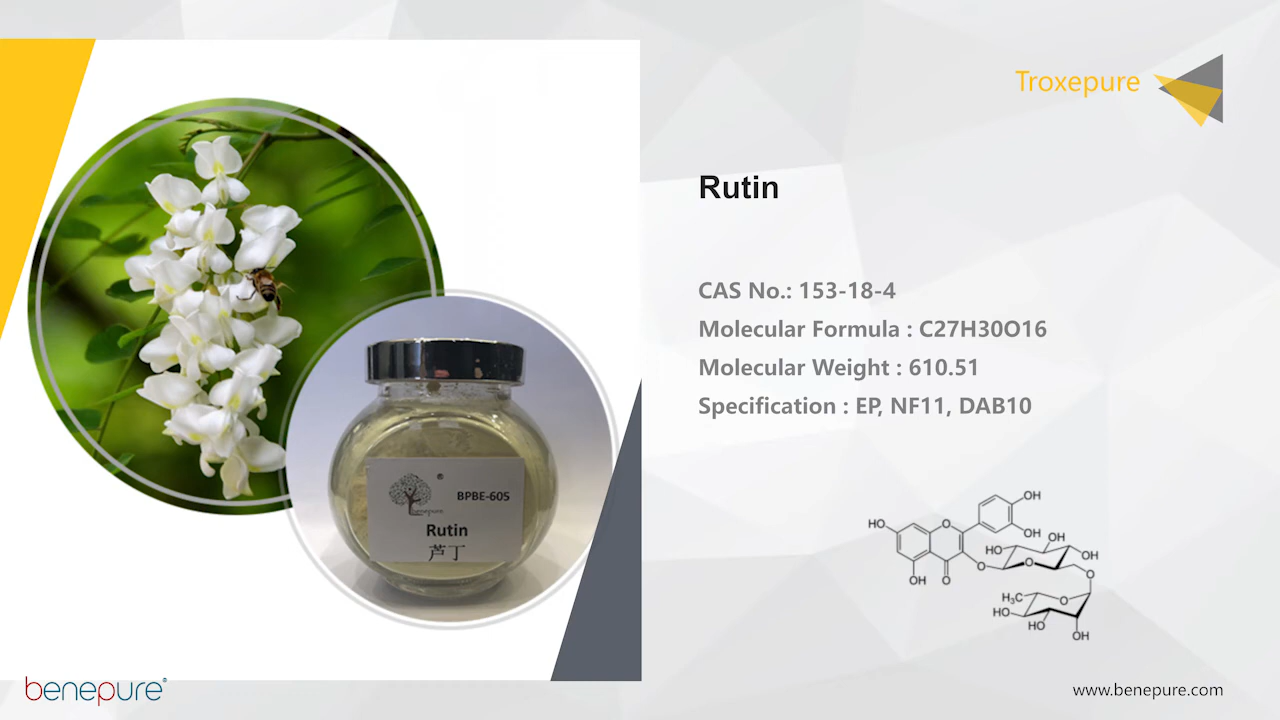 Troxepure
Rutin
CAS No.: 153-18-4
Molecular Formula : C27H30O16
Molecular Weight : 610.51
Specification : EP, NF11, DAB10
®
benepure
BPBE-605
Rutin
芦丁
HO
O
OH
OH
OH
O
O
HO
OH
OH
O
O
H₃C
O
HO
HO
OH
benepure®
www.benepure.com